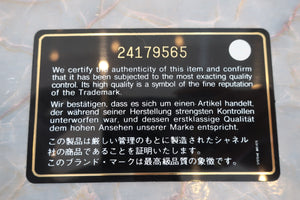 24179565
We certify the authenticity of this item and confirm
that it has been subjected to the most exacting quality
control. Its high quality is a symbol of the fine reputation
of the Trademark.
Wir bestätigen, dass es sich um einen Artikel handelt,
der während seiner Herstellung strengsten Kontrollen
unterworfen war, und dessen erstklassige Qualität
dem hohen Ansehen unserer Marke entspricht.
この製品は厳しい管理のもとに製造されたシャネル
社の商品であることを証明いたします。
このブランド・マークは最高級品質の象徴です。